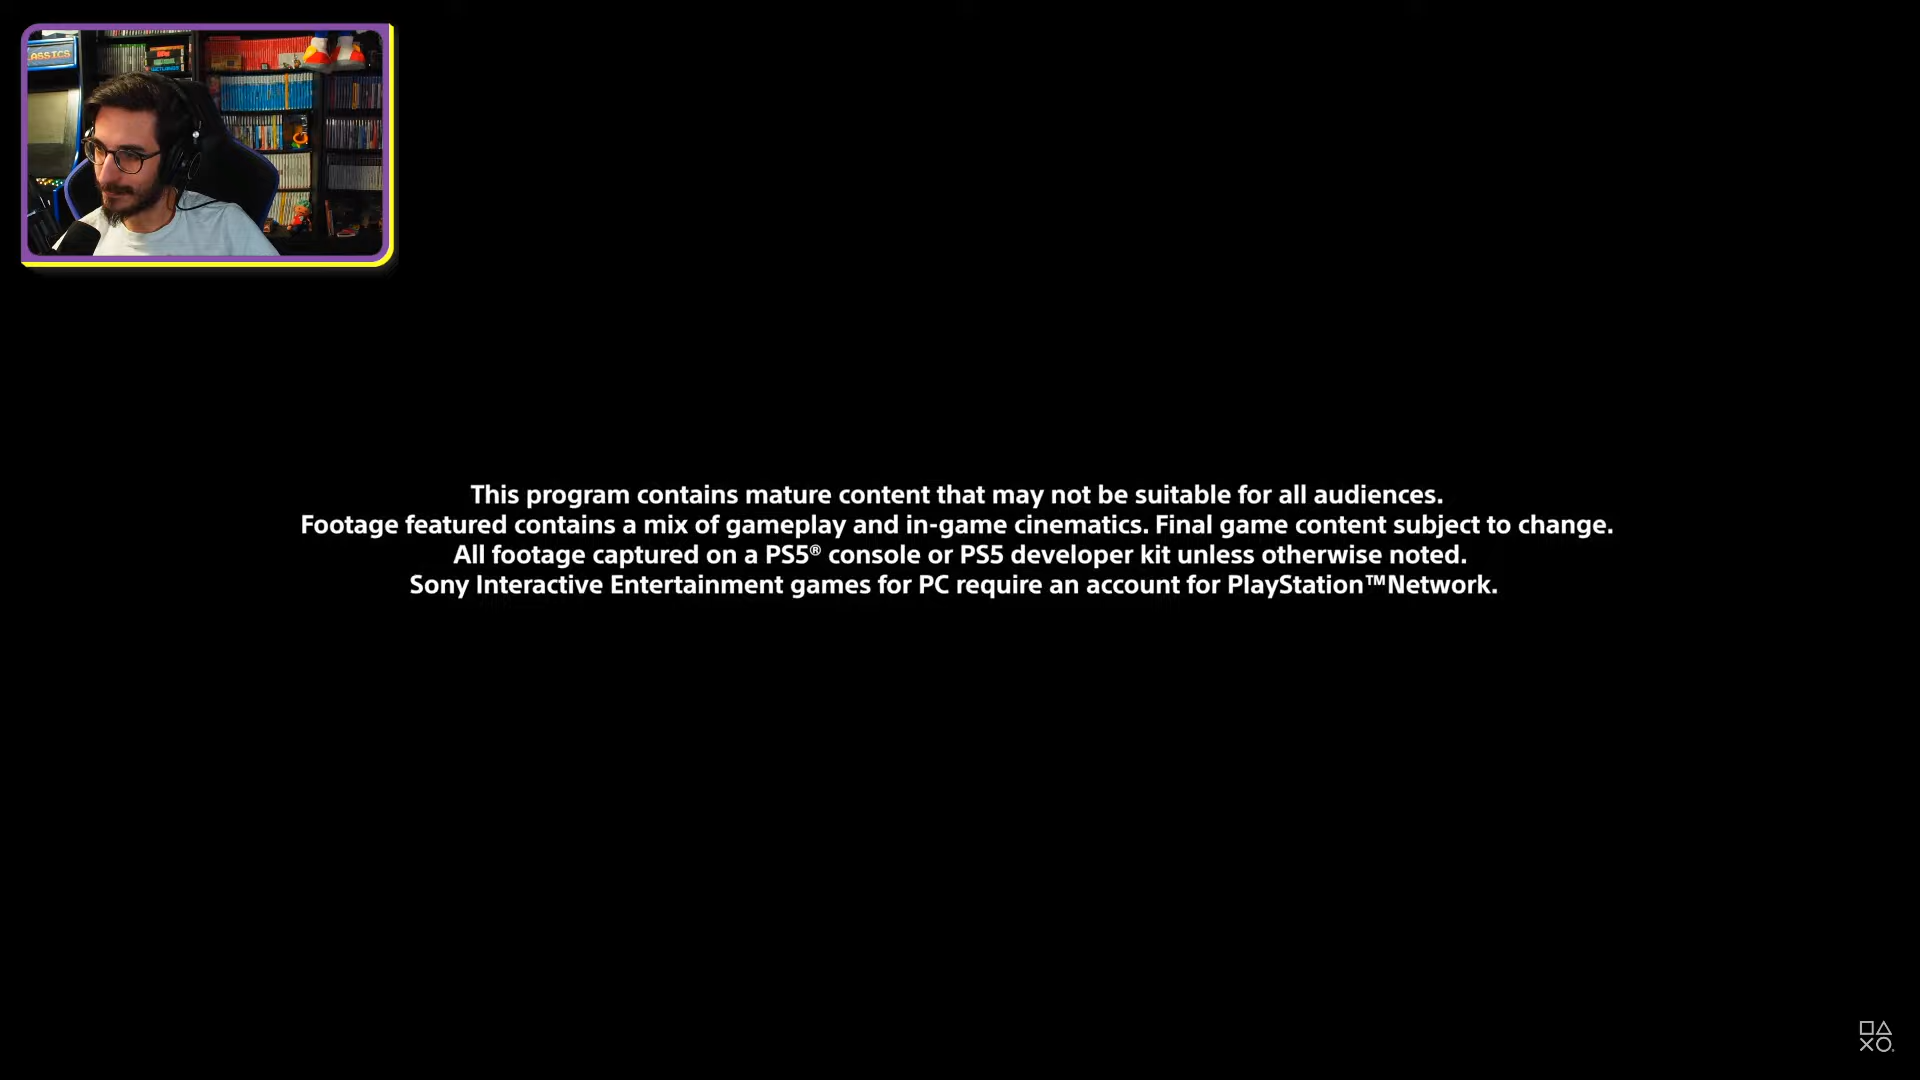 ASSICS
This program contains mature content that may not be suitable for all audiences.
Footage featured contains a mix of gameplay and in-game cinematics. Final game content subject to change.
All footage captured on a PS5® console or PS5 developer kit unless otherwise noted.
Sony Interactive Entertainment games for PC require an account for PlayStation™Network.